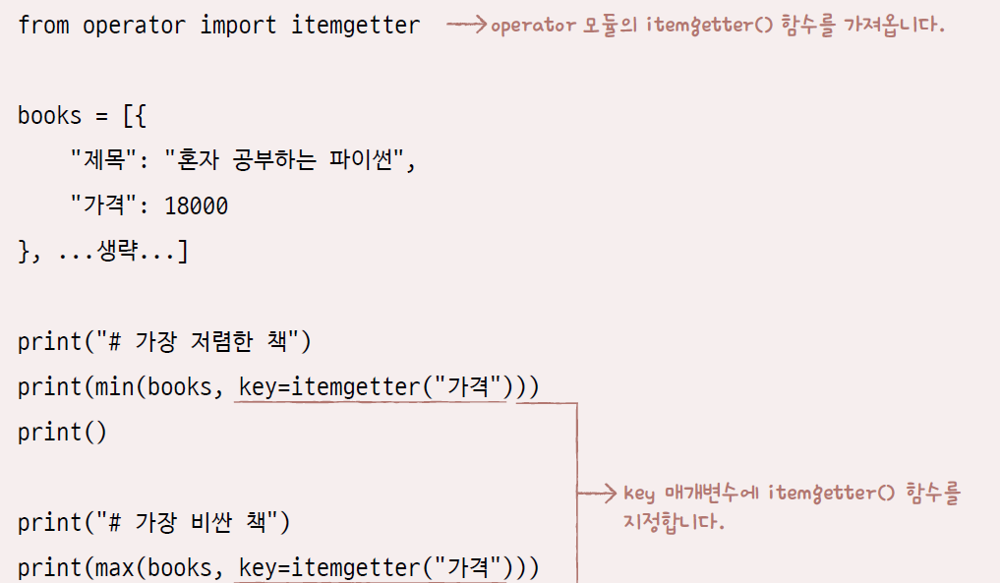 from operator import itemgetter
operator 모듈의 itemgetter() 함수를 가져옵니다.
books = [{
"제목": "혼자 공부하는 파이썬",
"가격": 18000
}, ...생략...]
print("# 가장 저렴한 책")
print(min(books, key=itemgetter("가격")))
print()
key 매개변수에 itemgetter() 함수를
지정합니다.
print("# 가장 비싼 책")
print(max(books, key=itemgetter("가격")))